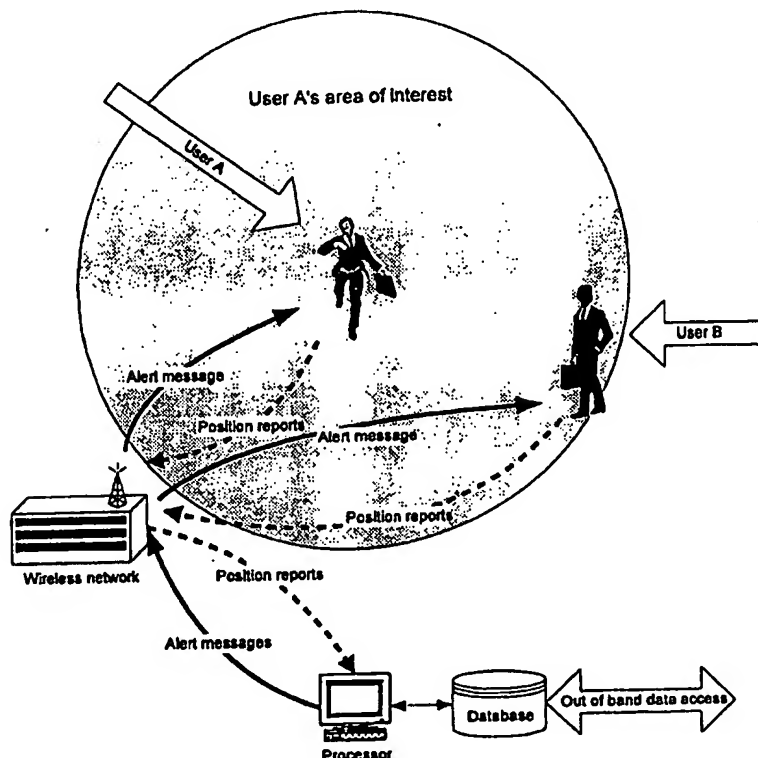 User A's area of interest
User A
User B
Alert message
Position reports
Alert message
Position reports
Wireless network
Position reports
Alert messages
Database
Out of band data access
Processor